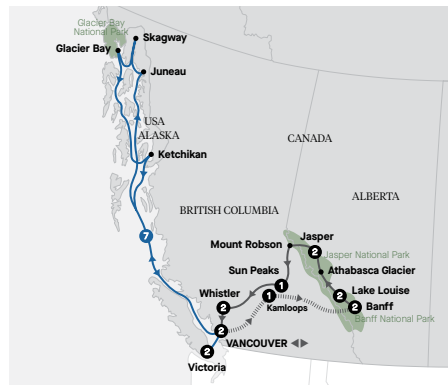 Glacier Bay
National Park
Skagway
Glacier Bay
Juneau
USA
ALASKA
Ketchikan
CANADA
ALBERTA
BRITISH COLUMBIA
7
Jasper
Mount Robson
2
Jasper National Park
Sun Peaks
Athabasca Glacier
1
Whistler
1
2
Lake Louise
2
Kamloops
2
Banff
2
Banff National Park
VANCOUVER
2
Victoria